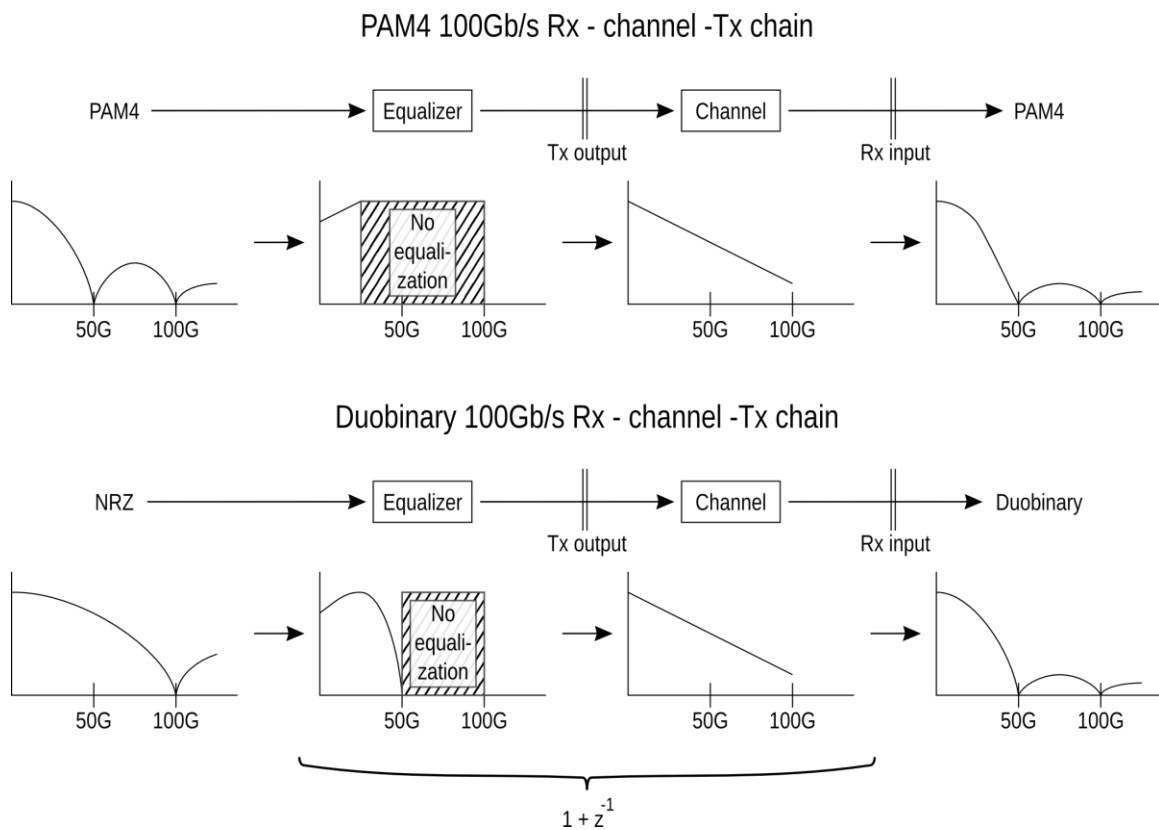 PAM4 100Gb/s Rx - channel -Tx chain
PAM4
Equalizer
Channel
PAM4
Tx output
Rx input
No
equali-
zation
50G
100G
50G
100G
50G
100G
50G
100G
Duobinary 100Gb/s Rx - channel -Tx chain
NRZ
Equalizer
Channel
Duobinary
Tx output
Rx input
No
equali-
zation
50G
100G
50G
100G
50G
100G
50G
100G
1 + z⁻¹